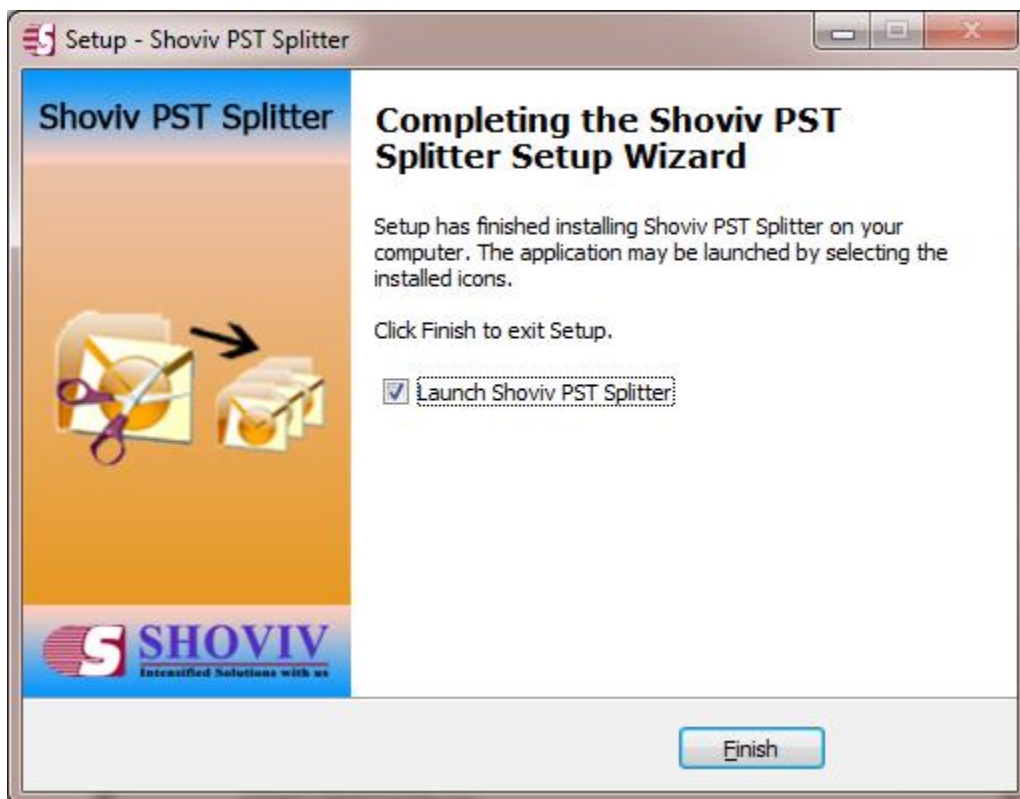 Setup - Shoviv PST Splitter
Shoviv PST Splitter
Completing the Shoviv PST
Splitter Setup Wizard
Setup has finished installing Shoviv PST Splitter on your
computer. The application may be launched by selecting the
installed icons.
Click Finish to exit Setup.
Launch Shoviv PST Splitter
S SHOVIV
Intensified Solutions with us
Finish